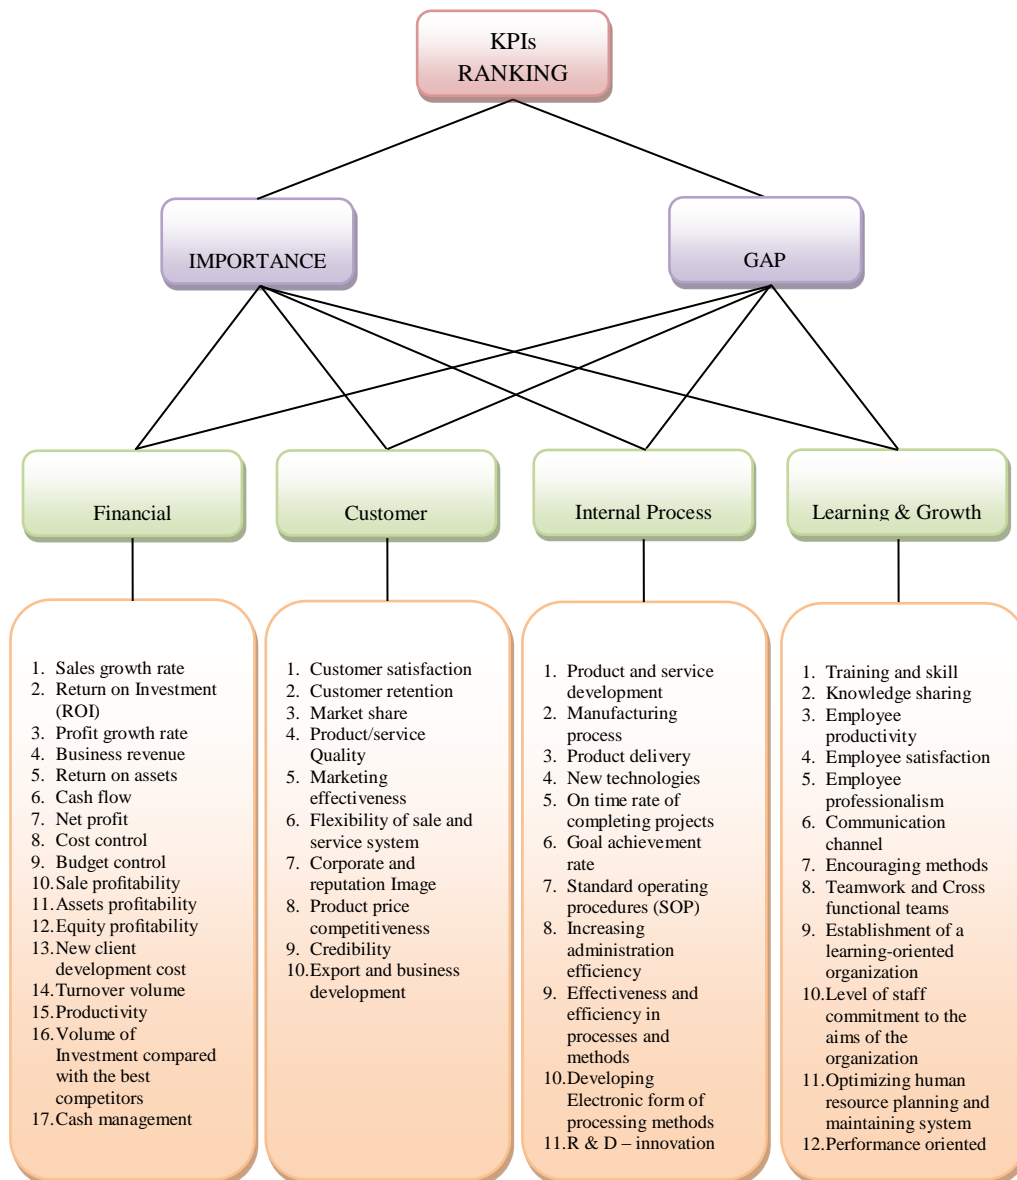 KPIs
RANKING
IMPORTANCE
GAP
Financial
Customer
Internal Process
Learning & Growth
1. Sales growth rate
2. Return on Investment
(ROI)
3. Profit growth rate
4. Business revenue
5. Return on assets
6. Cash flow
7. Net profit
8. Cost control
9. Budget control
10. Sale profitability
11. Assets profitability
12. Equity profitability
13. New client
development cost
14. Turnover volume
15. Productivity
16. Volume of
Investment compared
with the best
competitors
17. Cash management
1. Customer satisfaction
2. Customer retention
3. Market share
4. Product/service
Quality
5. Marketing
effectiveness
6. Flexibility of sale and
service system
7. Corporate and
reputation Image
8. Product price
competitiveness
9. Credibility
10. Export and business
development
1. Product and service
development
2. Manufacturing
process
3. Product delivery
4. New technologies
5. On time rate of
completing projects
6. Goal achievement
rate
7. Standard operating
procedures (SOP)
8. Increasing
administration
efficiency
9. Effectiveness and
efficiency in
processes and
methods
10. Developing
Electronic form of
processing methods
11. R & D – innovation
1. Training and skill
2. Knowledge sharing
3. Employee
productivity
4. Employee satisfaction
5. Employee
professionalism
6. Communication
channel
7. Encouraging methods
8. Teamwork and Cross
functional teams
9. Establishment of a
learning-oriented
organization
10. Level of staff
commitment to the
aims of the
organization
11. Optimizing human
resource planning and
maintaining system
12. Performance oriented